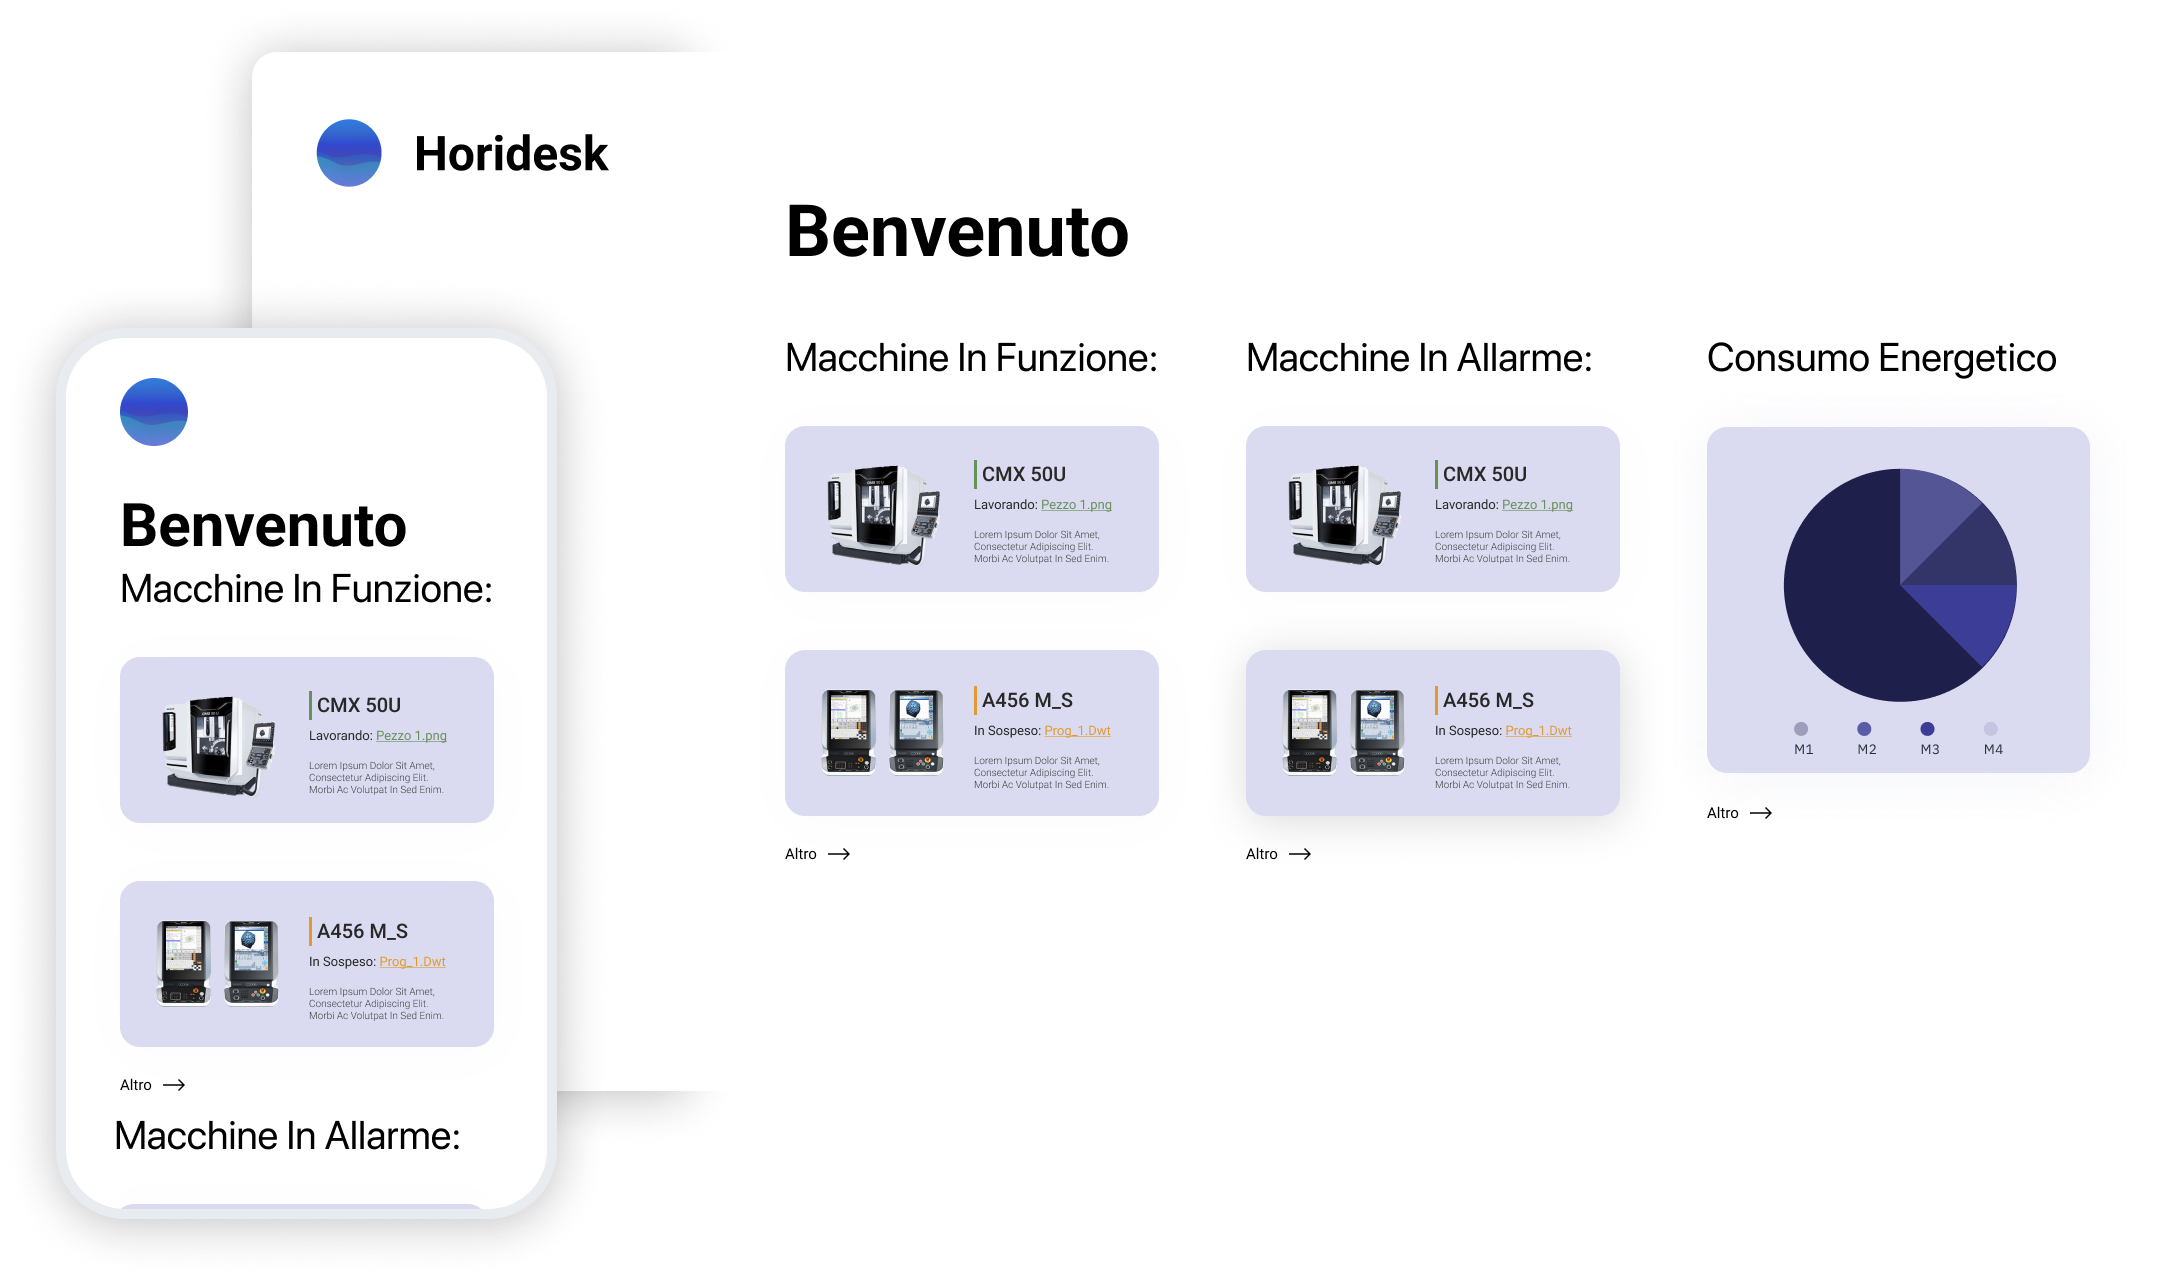 Horidesk
Benvenuto
Macchine In Funzione:
CMX 50U
Lavorando: Pezzo 1.png
Lorem Ipsum Dolor Sit Amet,
Consectetur Adipiscing Elit.
Morbi Ac Volutpat In Sed Enim.
A456 M_S
In Sospeso: Prog_1.Dwt
Lorem Ipsum Dolor Sit Amet,
Consectetur Adipiscing Elit.
Morbi Ac Volutpat In Sed Enim.
Altro
Macchine In Allarme:
CMX 50U
Lavorando: Pezzo 1.png
Lorem Ipsum Dolor Sit Amet,
Consectetur Adipiscing Elit.
Morbi Ac Volutpat In Sed Enim.
A456 M_S
In Sospeso: Prog_1.Dwt
Lorem Ipsum Dolor Sit Amet,
Consectetur Adipiscing Elit.
Morbi Ac Volutpat In Sed Enim.
Altro
Consumo Energetico
M1 M2 M3 M4
Altro
Benvenuto
Macchine In Funzione:
CMX 50U
Lavorando: Pezzo 1.png
Lorem Ipsum Dolor Sit Amet,
Consectetur Adipiscing Elit.
Morbi Ac Volutpat In Sed Enim.
A456 M_S
In Sospeso: Prog_1.Dwt
Lorem Ipsum Dolor Sit Amet,
Consectetur Adipiscing Elit.
Morbi Ac Volutpat In Sed Enim.
Altro
Macchine In Allarme: